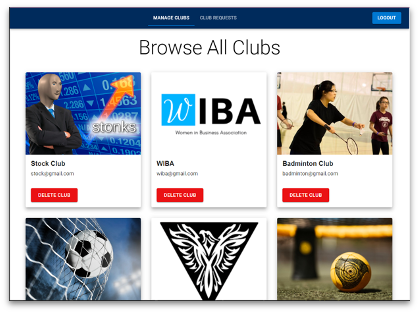 MANAGE CLUBS CLUB REQUESTS LOGOUT
Browse All Clubs
stonks
WIBA
Women in Business Association
Stock Club WIBA Badminton Club
stock@gmail.com wiba@gmail.com badminton@gmail.com
DELETE CLUB DELETE CLUB DELETE CLUB